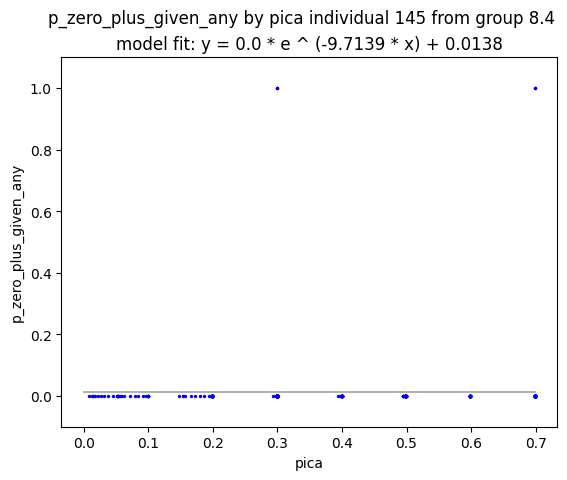 p_zero_plus_given_any by pica individual 145 from group 8.4
model fit: y = 0.0 * e ^ (-9.7139 * x) + 0.0138
1.0
0.8
0.6
0.4
0.2
0.0
p_zero_plus_given_any
0.0 0.1 0.2 0.3 0.4 0.5 0.6 0.7
pica